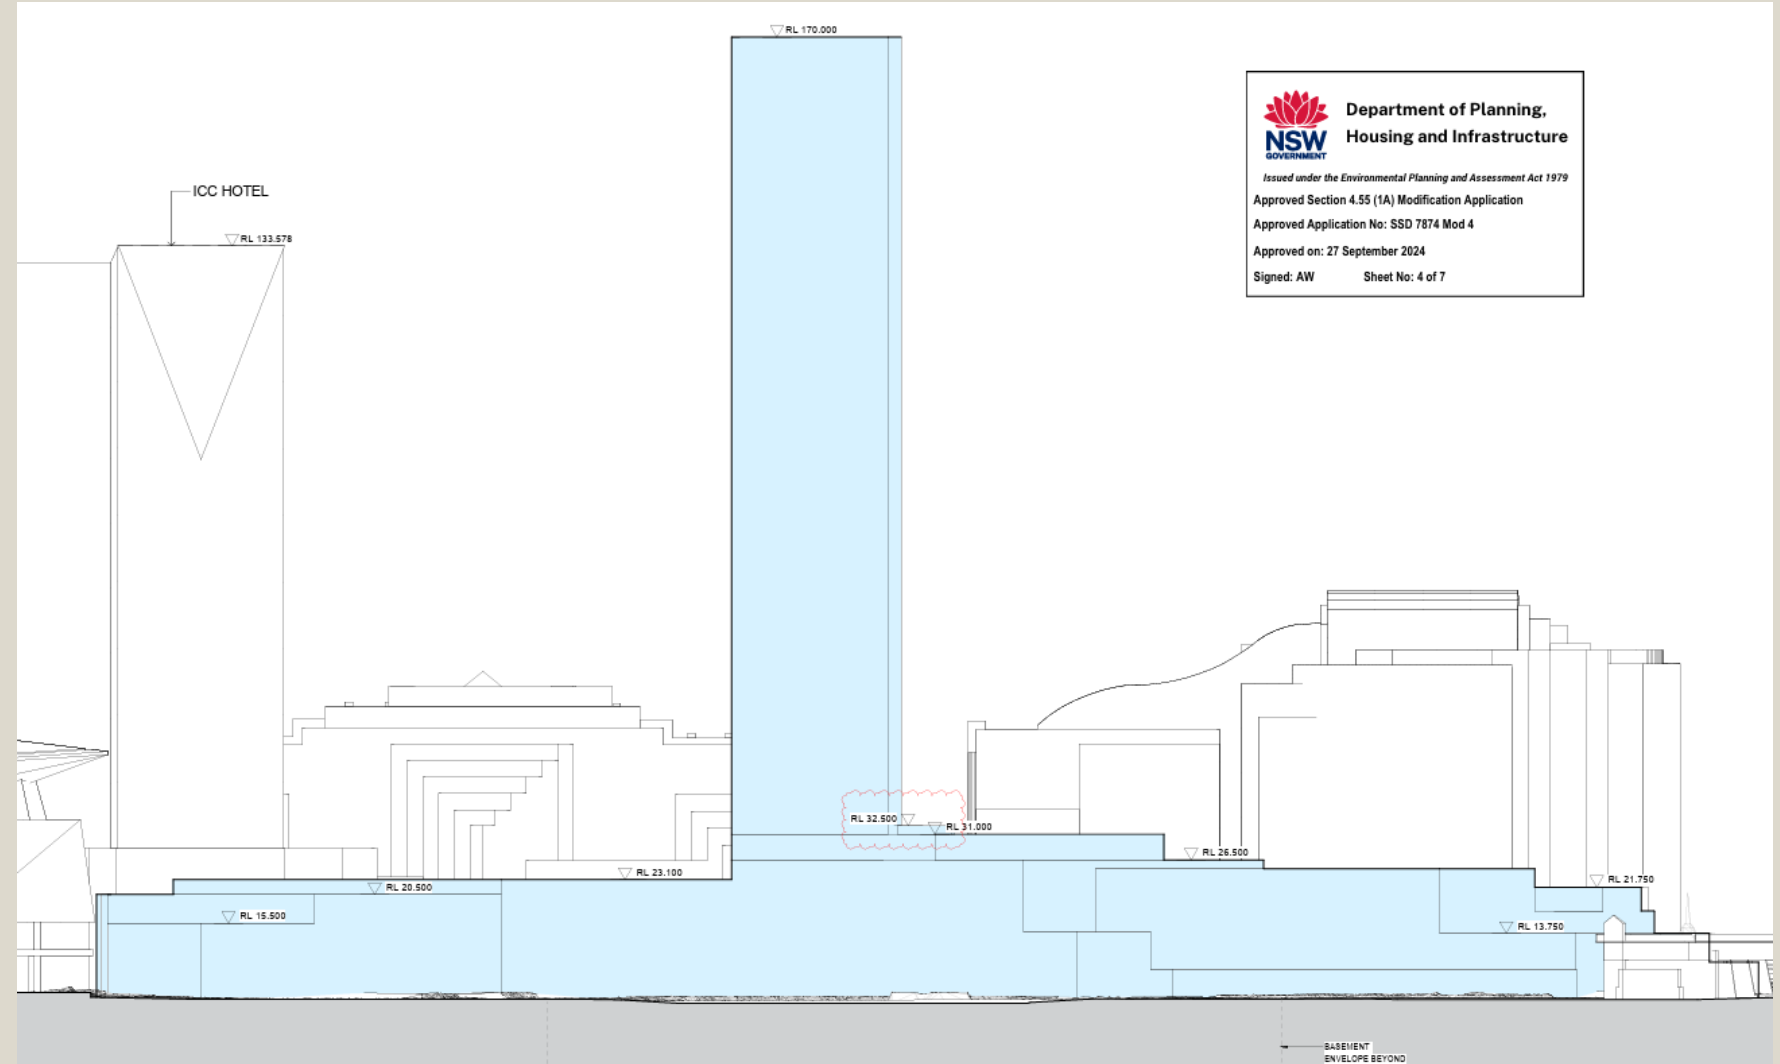 RL 170.000
Department of Planning,
Housing and Infrastructure
NSW
GOVERNMENT
Issued under the Environmental Planning and Assessment Act 1979
Approved Section 4.55 (1A) Modification Application
Approved Application No: SSD 7874 Mod 4
Approved on: 27 September 2024
Signed: AW Sheet No: 4 of 7
ICC HOTEL
RL 133.578
RL 32.500
RL 31.000
RL 26.500
RL 23.100
RL 21.750
RL 20.500
RL 15.500
RL 13.750
BASEMENT
ENVELOPE BEYOND